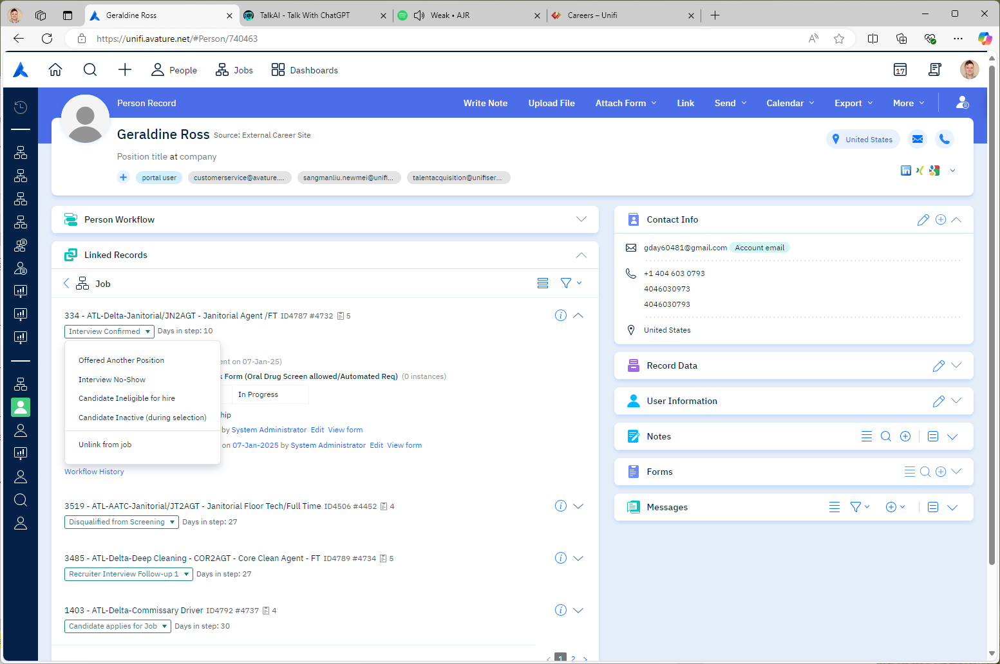 Geraldine Ross
TalkAI - Talk With ChatGPT
Weak • AJR
Careers – Unifi
https://unifi.avature.net/#Person/740463
People
Jobs
Dashboards
17
Person Record
Write Note
Upload File
Attach Form
Link
Send
Calendar
Export
More
Geraldine Ross Source: External Career Site
United States
Position title at company
portal user
customerservice@avature....
sangmanliu.newmei@unifi...
talentacquisition@unifiser...
Person Workflow
Linked Records
Job
334 - ATL-Delta-Janitorial/JN2AGT - Janitorial Agent /FT ID4787 #4732 5
Interview Confirmed Days in step: 10
Offered Another Position
Interview No-Show
Candidate Ineligible for hire
Candidate Inactive (during selection)
Unlink from job
ent on 07-Jan-25)
k Form (Oral Drug Screen allowed/Automated Req) (0 instances)
In Progress
hip
by System Administrator Edit View form
on 07-Jan-2025 by System Administrator Edit View form
Workflow History
3519 - ATL-AATC-Janitorial/JT2AGT - Janitorial Floor Tech/Full Time ID4506 #4452 4
Disqualified from Screening Days in step: 27
3485 - ATL-Delta-Deep Cleaning - COR2AGT - Core Clean Agent - FT ID4789 #4734 5
Recruiter Interview Follow-up 1 Days in step: 27
1403 - ATL-Delta-Commissary Driver ID4792 #4737 4
Candidate applies for Job Days in step: 30
1 2
Contact Info
gday60481@gmail.com Account email
+1 404 603 0793
4046030973
4046030793
United States
Record Data
User Information
Notes
Forms
Messages